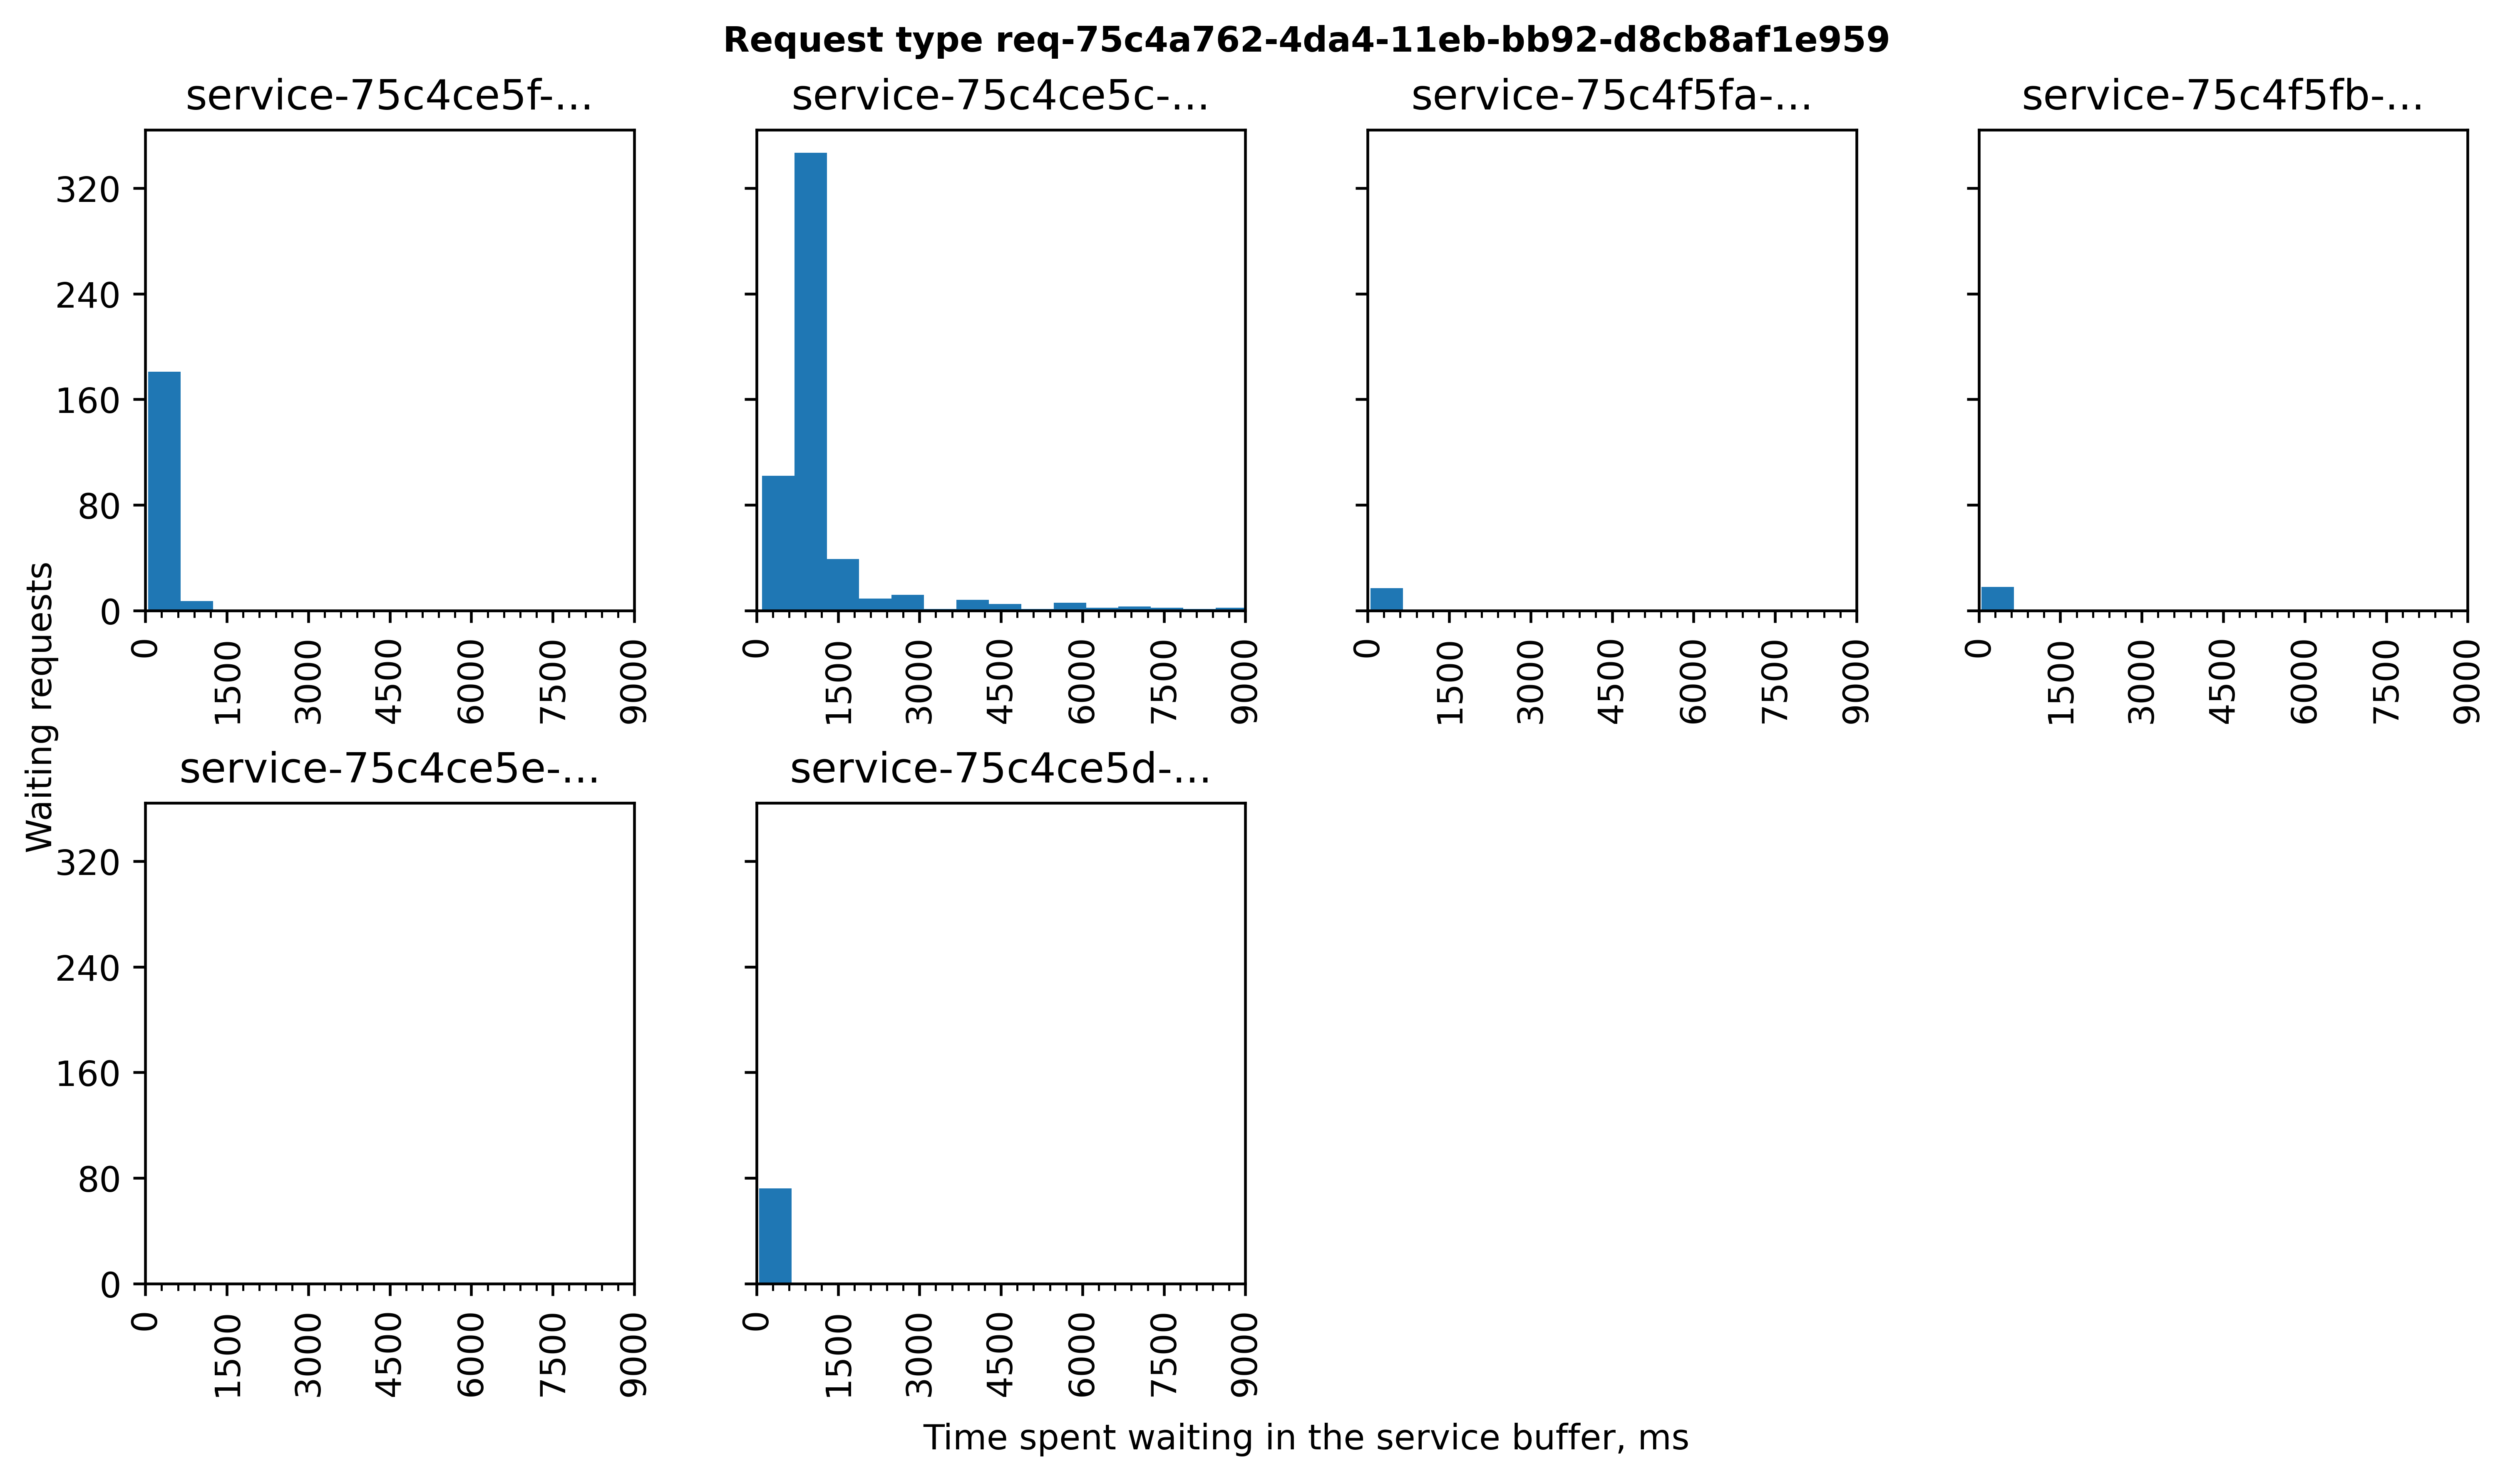 Request type req-75c4a762-4da4-11eb-bb92-d8cb8af1e959
service-75c4ce5f-...
service-75c4ce5c-...
service-75c4f5fa-...
service-75c4f5fb-...
320
240
160
80
0
0 1500 3000 4500 6000 7500 9000
0 1500 3000 4500 6000 7500 9000
0 1500 3000 4500 6000 7500 9000
0 1500 3000 4500 6000 7500 9000
Waiting requests
service-75c4ce5e-...
service-75c4ce5d-...
320
240
160
80
0
0 1500 3000 4500 6000 7500 9000
0 1500 3000 4500 6000 7500 9000
Time spent waiting in the service buffer, ms